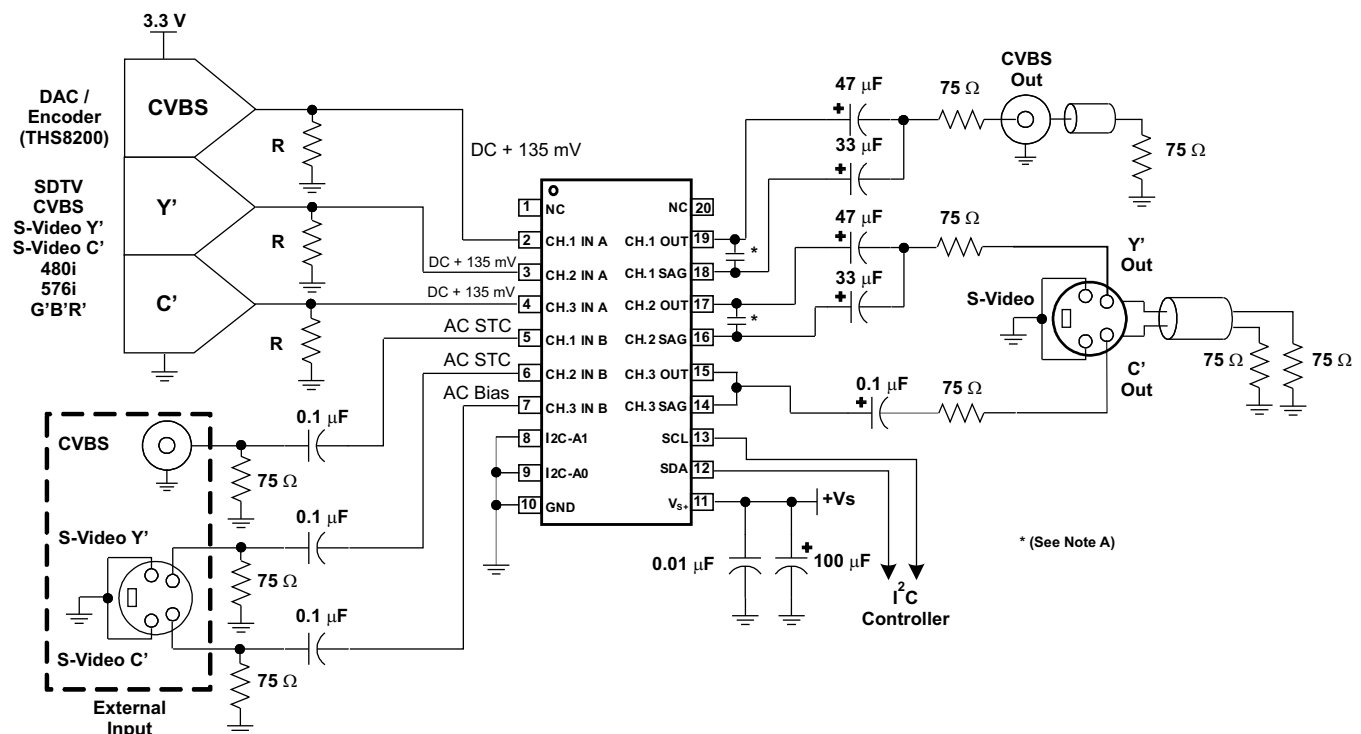 3.3 V
DAC /
Encoder
(THS8200)
SDTV
CVBS
S-Video Y'
S-Video C'
480i
576i
G'B'R'
CVBS
Y'
C'
R
R
R
DC + 135 mV
DC + 135 mV
DC + 135 mV
AC STC
AC STC
AC Bias
External
Input
CVBS
S-Video Y'
S-Video C'
75 Ω
75 Ω
75 Ω
0.1 μF
0.1 μF
0.1 μF
1 NC
2 CH.1 IN A
3 CH.2 IN A
4 CH.3 IN A
5 CH.1 IN B
6 CH.2 IN B
7 CH.3 IN B
8 I2C-A1
9 I2C-A0
10 GND
NC 20
CH.1 OUT 19
CH.1 SAG 18
CH.2 OUT 17
CH.2 SAG 16
CH.3 OUT 15
CH.3 SAG 14
SCL 13
SDA 12
VS+ 11
*
*
47 μF
+
33 μF
+
75 Ω
CVBS
Out
75 Ω
47 μF
+
33 μF
+
75 Ω
Y'
Out
S-Video
C'
Out
75 Ω
75 Ω
0.1 μF
+
75 Ω
+Vs
0.01 μF
+
100 μF
I2C
Controller
* (See Note A)